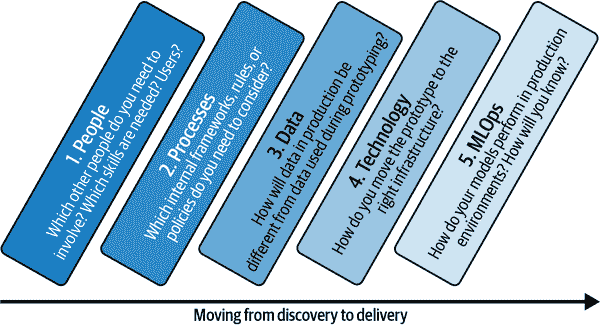 1. People
Which other people do you need to
involve? Which skills are needed? Users?
2. Processes
Which internal frameworks, rules, or
policies do you need to consider?
3. Data
How will data in production be
different from data used during prototyping?
4. Technology
How do you move the prototype to the
right infrastructure?
5. MLOps
How do your models perform in production
environments? How will you know?
Moving from discovery to delivery